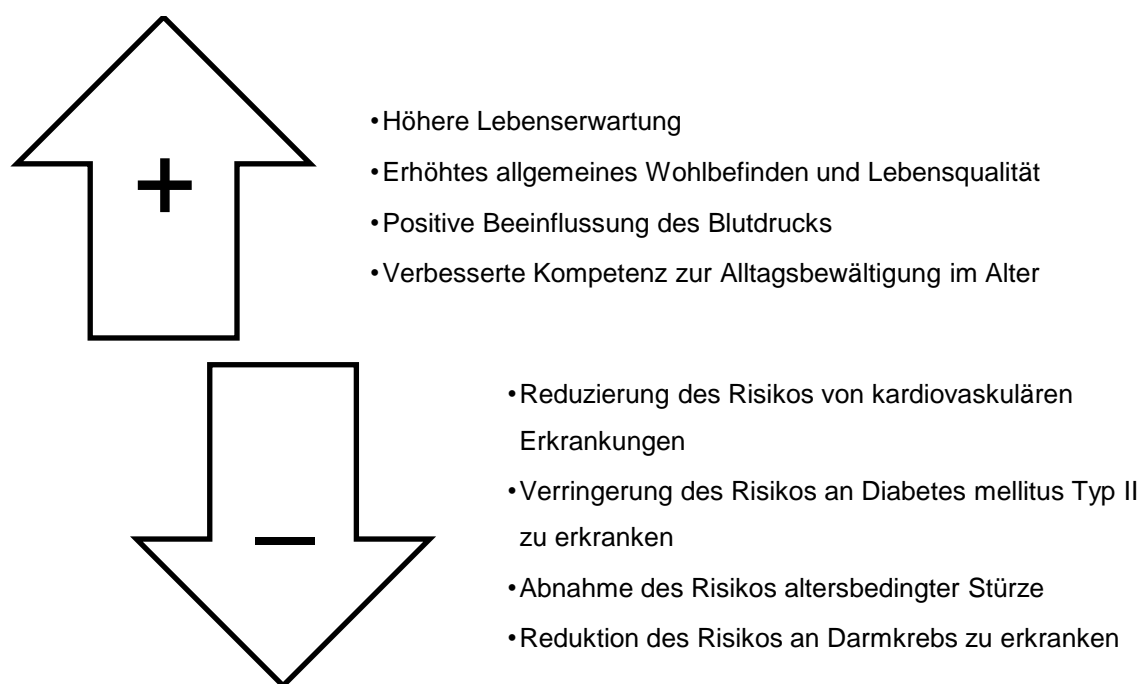 +
•Höhere Lebenserwartung
•Erhöhtes allgemeines Wohlbefinden und Lebensqualität
•Positive Beeinflussung des Blutdrucks
•Verbesserte Kompetenz zur Alltagsbewältigung im Alter
•Reduzierung des Risikos von kardiovaskulären
Erkrankungen
•Verringerung des Risikos an Diabetes mellitus Typ II
zu erkranken
–
•Abnahme des Risikos altersbedingter Stürze
•Reduktion des Risikos an Darmkrebs zu erkranken